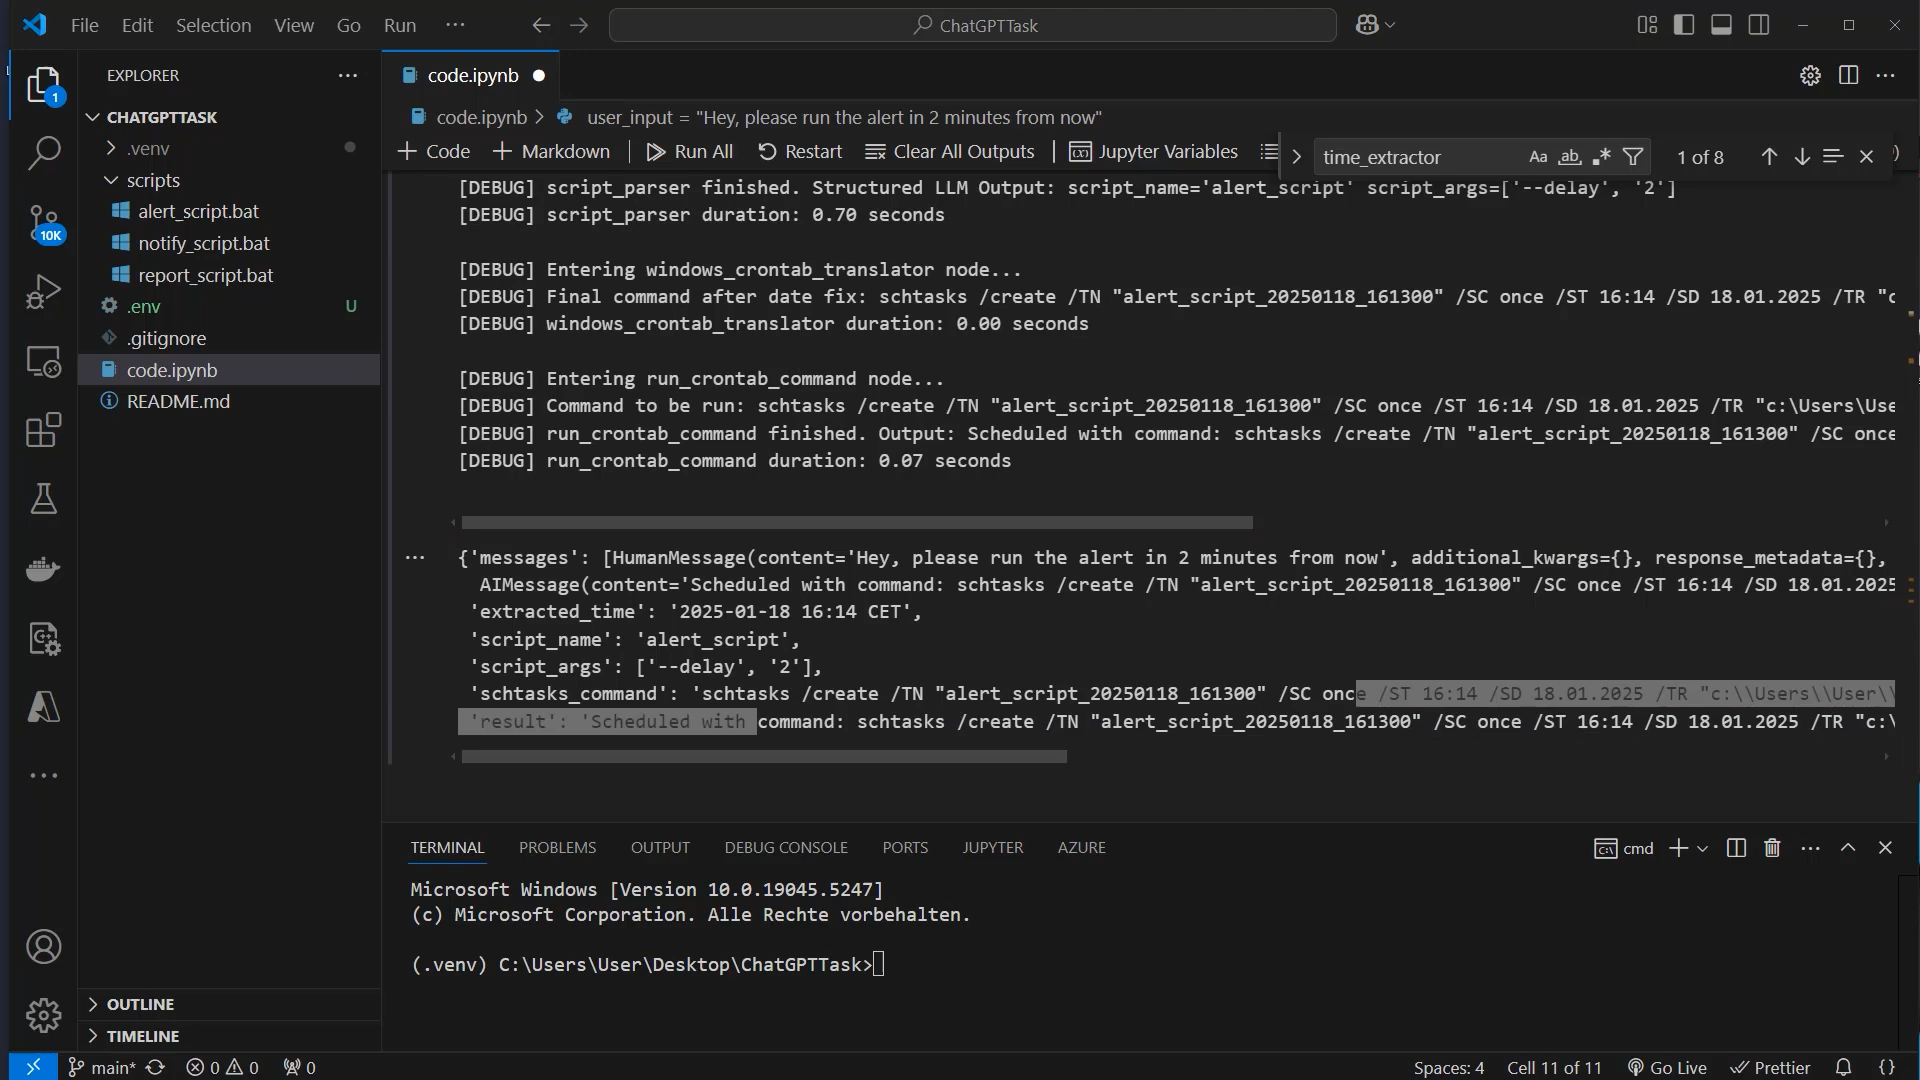 File Edit Selection View Go Run ··· ChatGPTTask
EXPLORER
code.ipynb
CHATGPTTASK
code.ipynb > user_input = "Hey, please run the alert in 2 minutes from now"
.venv
Code Markdown Run All Restart Clear All Outputs Jupyter Variables
time_extractor Aa ab .* 1 of 8
scripts
alert_script.bat
notify_script.bat
report_script.bat
.env U
.gitignore
code.ipynb
README.md
1
10K
[DEBUG] script_parser finished. Structured LLM Output: script_name='alert_script' script_args=['--delay', '2']
[DEBUG] script_parser duration: 0.70 seconds
[DEBUG] Entering windows_crontab_translator node...
[DEBUG] Final command after date fix: schtasks /create /TN "alert_script_20250118_161300" /SC once /ST 16:14 /SD 18.01.2025 /TR "c
[DEBUG] windows_crontab_translator duration: 0.00 seconds
[DEBUG] Entering run_crontab_command node...
[DEBUG] Command to be run: schtasks /create /TN "alert_script_20250118_161300" /SC once /ST 16:14 /SD 18.01.2025 /TR "c:\Users\Use
[DEBUG] run_crontab_command finished. Output: Scheduled with command: schtasks /create /TN "alert_script_20250118_161300" /SC once
[DEBUG] run_crontab_command duration: 0.07 seconds
{'messages': [HumanMessage(content='Hey, please run the alert in 2 minutes from now', additional_kwargs={}, response_metadata={},
AIMessage(content='Scheduled with command: schtasks /create /TN "alert_script_20250118_161300" /SC once /ST 16:14 /SD 18.01.2025
'extracted_time': '2025-01-18 16:14 CET',
'script_name': 'alert_script',
'script_args': ['--delay', '2'],
'schtasks_command': 'schtasks /create /TN "alert_script_20250118_161300" /SC once /ST 16:14 /SD 18.01.2025 /TR "c:\\Users\\User\\
'result': 'Scheduled with command: schtasks /create /TN "alert_script_20250118_161300" /SC once /ST 16:14 /SD 18.01.2025 /TR "c:\
TERMINAL PROBLEMS OUTPUT DEBUG CONSOLE PORTS JUPYTER AZURE cmd
Microsoft Windows [Version 10.0.19045.5247]
(c) Microsoft Corporation. Alle Rechte vorbehalten.
(.venv) C:\Users\User\Desktop\ChatGPTTask>
OUTLINE
TIMELINE
main* 0 0 0 Spaces: 4 Cell 11 of 11 Go Live Prettier {}